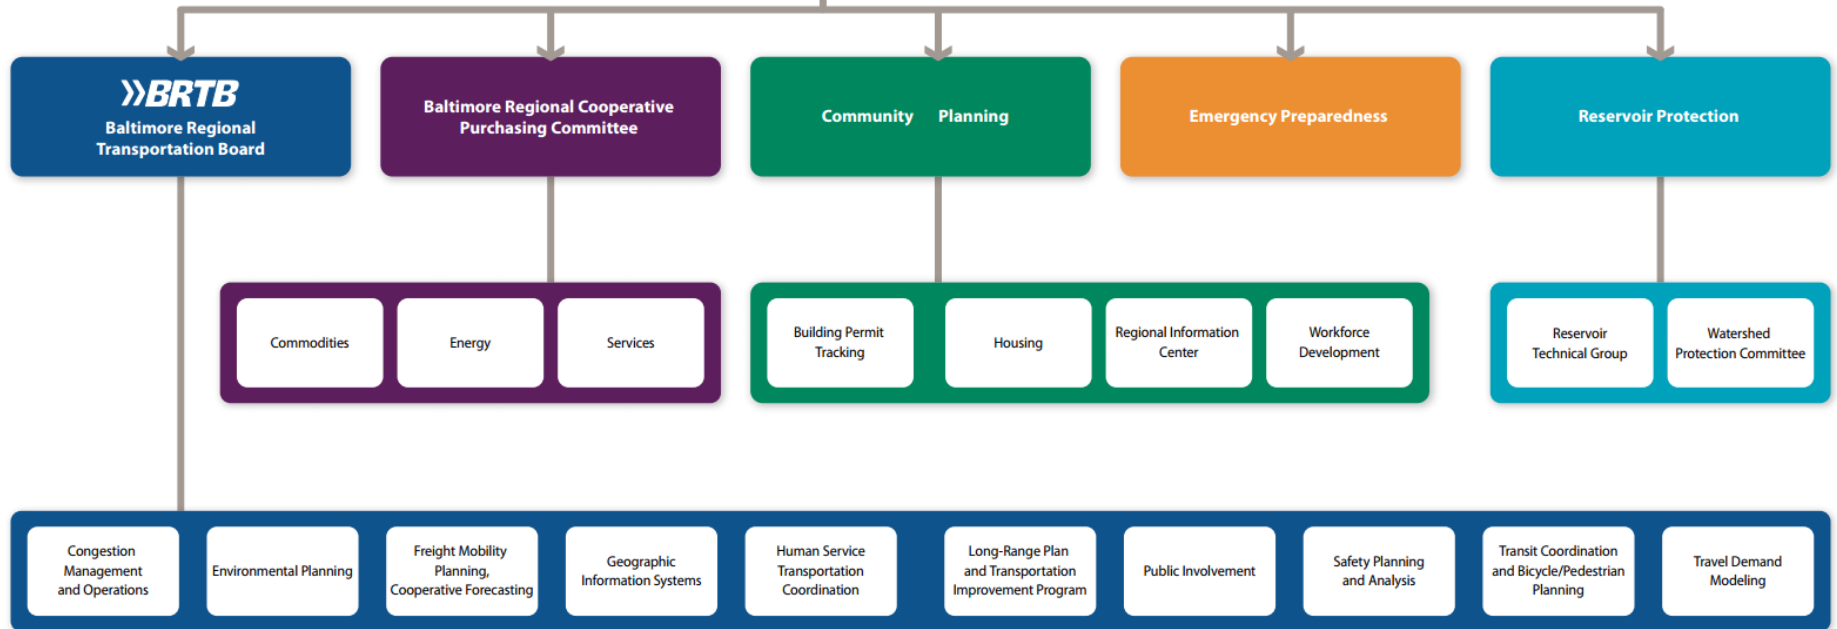 BRTB
Baltimore Regional
Transportation Board
Baltimore Regional Cooperative
Purchasing Committee
Community Planning
Emergency Preparedness
Reservoir Protection
Commodities
Energy
Services
Building Permit
Tracking
Housing
Regional Information
Center
Workforce
Development
Reservoir
Technical Group
Watershed
Protection Committee
Congestion
Management
and Operations
Environmental Planning
Freight Mobility
Planning,
Cooperative Forecasting
Geographic
Information Systems
Human Service
Transportation
Coordination
Long-Range Plan
and Transportation
Improvement Program
Public Involvement
Safety Planning
and Analysis
Transit Coordination
and Bicycle/Pedestrian
Planning
Travel Demand
Modeling